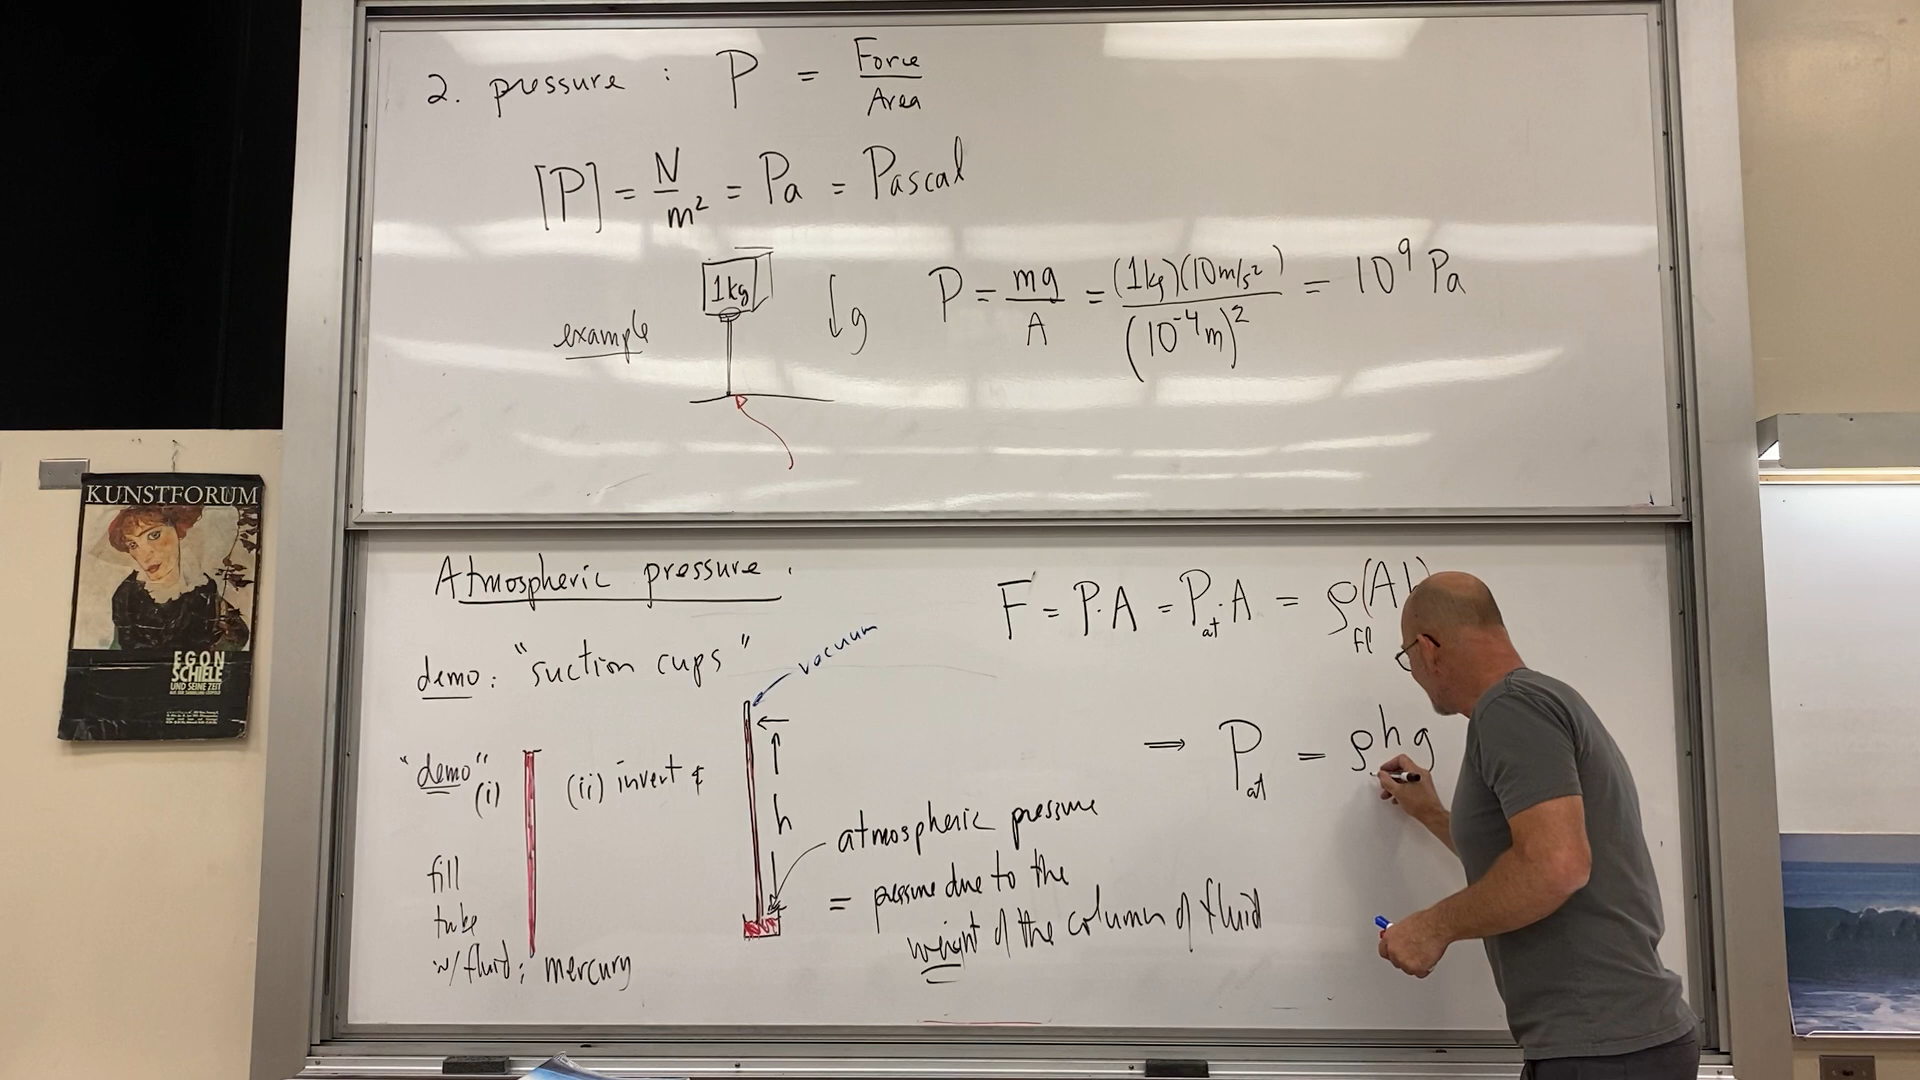 2. pressure : P = Force / Area
[P] = N/m² = Pa = Pascal
example
1kg
g
P = mg/A = (1kg)(10m/s²)/(10⁻⁴m)² = 10⁹ Pa
Atmospheric pressure.
demo: "suction cups"
vacuum
"demo"
(i)
fill
tube
w/fluid; mercury
(ii) invert &
h
atmospheric pressure
= pressure due to the
weight of the column of fluid
F = P·A = P_at·A = ρ_fl(Ah
⇒ P_at = ρhg
KUNSTFORUM
EGON
SCHIELE
UND SEINE ZEIT